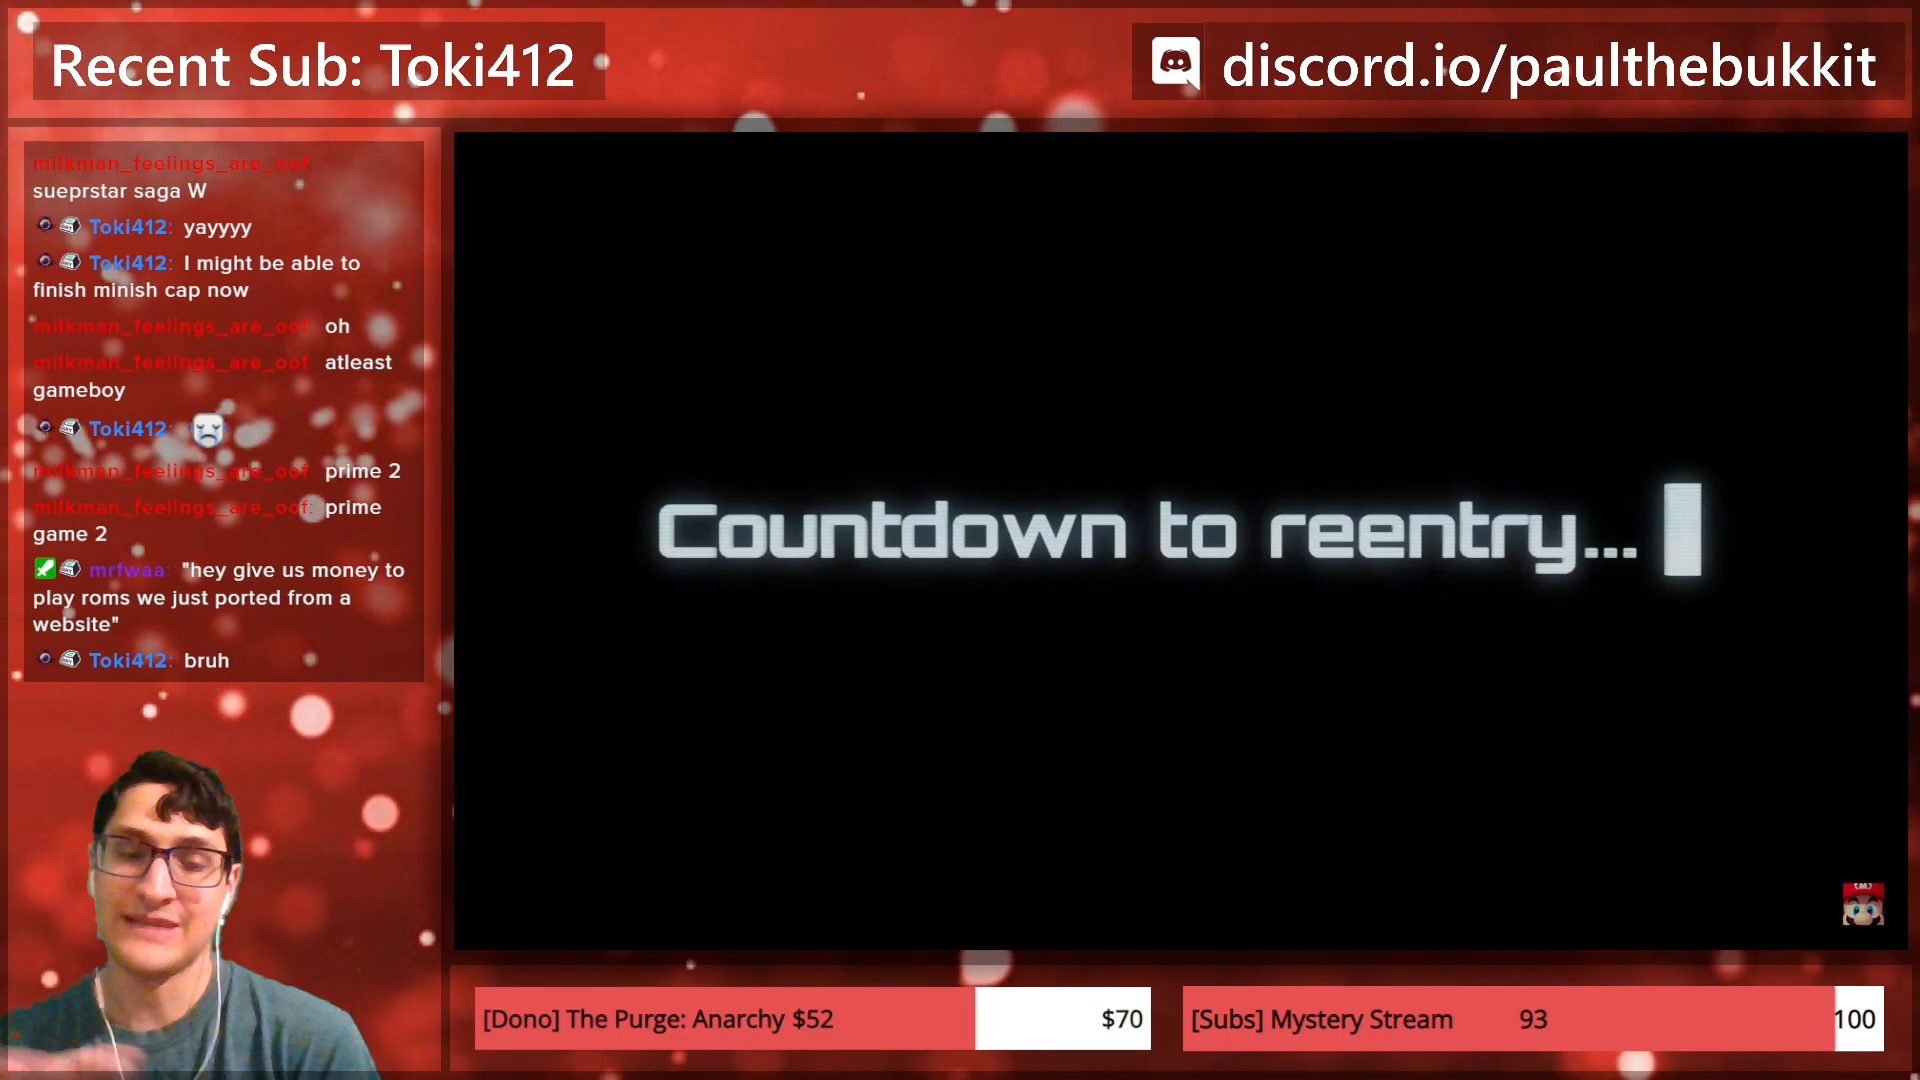 Recent Sub: Toki412
discord.io/paulthebukkit
milkman_feelings_are_oof:
sueprstar saga W
Toki412: yayyyy
Toki412: I might be able to
finish minish cap now
milkman_feelings_are_oof: oh
milkman_feelings_are_oof: atleast
gameboy
Toki412:
milkman_feelings_are_oof: prime 2
milkman_feelings_are_oof: prime
game 2
mrfwaa: "hey give us money to
play roms we just ported from a
website"
Toki412: bruh
Countdown to reentry...
[Dono] The Purge: Anarchy $52 $70
[Subs] Mystery Stream 93 100